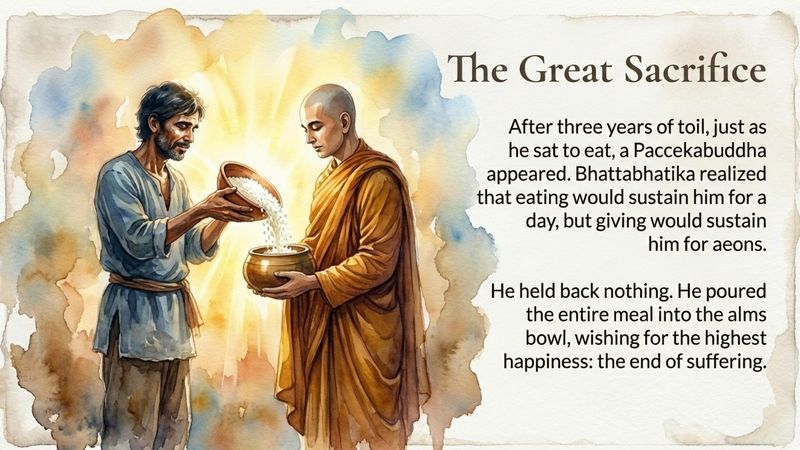 The Great Sacrifice
After three years of toil, just as
he sat to eat, a Paccekabuddha
appeared. Bhattabhatika realized
that eating would sustain him for a
day, but giving would sustain
him for aeons.
He held back nothing. He poured
the entire meal into the alms
bowl, wishing for the highest
happiness: the end of suffering.